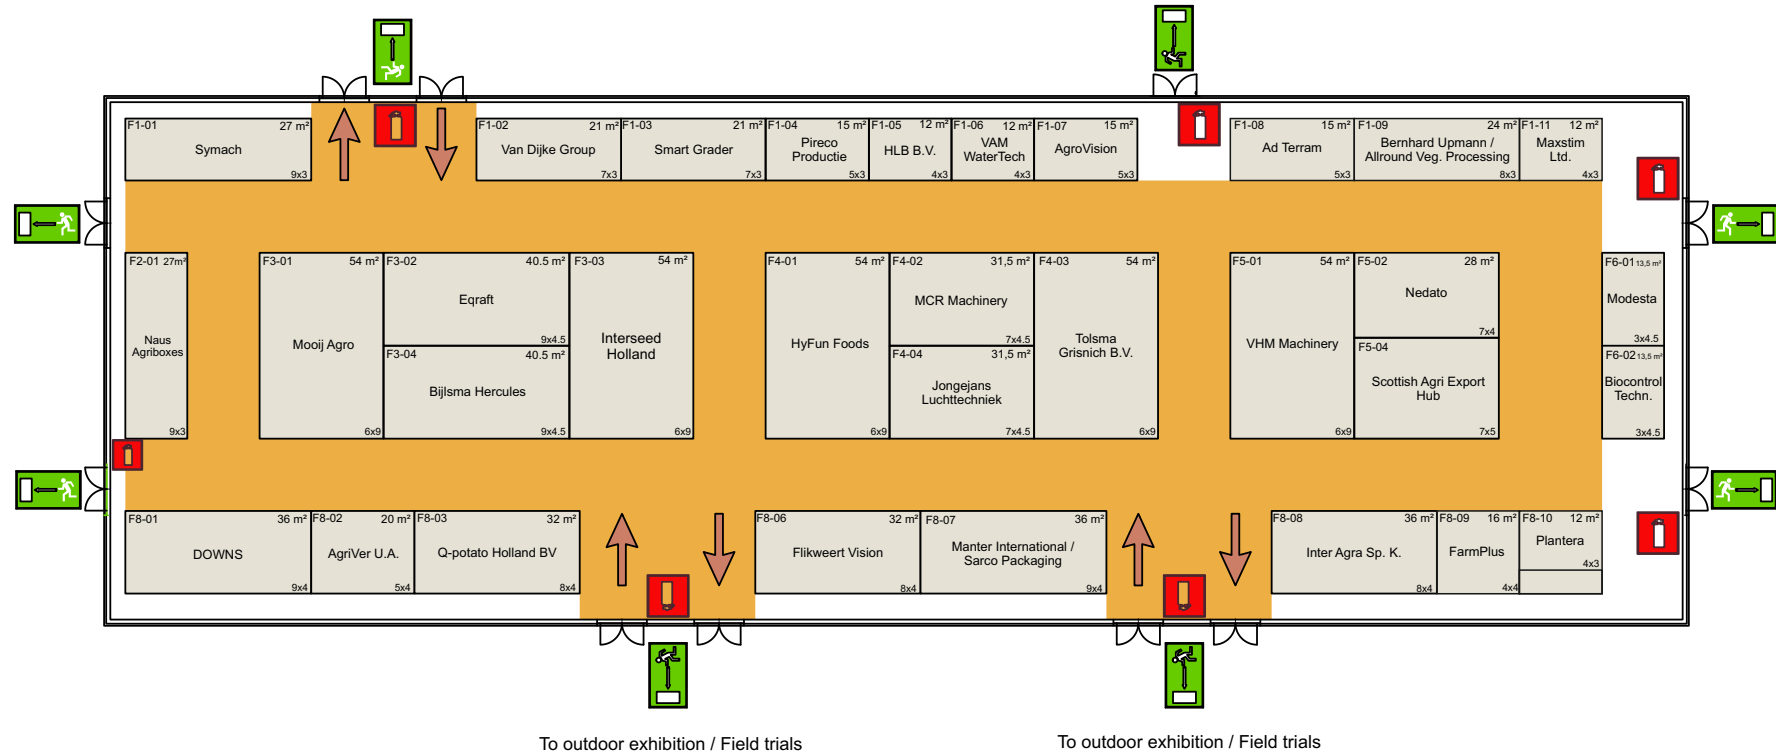 F1-01 27 m²
Symach
9x3
F1-02 21 m²
Van Dijke Group
7x3
F1-03 21 m²
Smart Grader
7x3
F1-04 15 m²
Pireco
Productie
5x3
F1-05 12 m²
HLB B.V.
4x3
F1-06 12 m²
VAM
WaterTech
4x3
F1-07 15 m²
AgroVision
5x3
F1-08 15 m²
Ad Terram
5x3
F1-09 24 m²
Bernhard Upmann /
Allround Veg. Processing
8x3
F1-11 12 m²
Maxstim
Ltd.
4x3
F2-01 27m²
Naus
Agriboxes
9x3
F3-01 54 m²
Mooij Agro
6x9
F3-02 40.5 m²
Eqraft
9x4.5
F3-04 40.5 m²
Bijlsma Hercules
9x4.5
F3-03 54 m²
Interseed
Holland
6x9
F4-01 54 m²
HyFun Foods
6x9
F4-02 31,5 m²
MCR Machinery
7x4.5
F4-04 31,5 m²
Jongejans
Luchttechniek
7x4.5
F4-03 54 m²
Tolsma
Grisnich B.V.
6x9
F5-01 54 m²
VHM Machinery
6x9
F5-02 28 m²
Nedato
7x4
F5-04
Scottish Agri Export
Hub
7x5
F6-01 13,5 m²
Modesta
3x4.5
F6-02 13,5 m²
Biocontrol
Techn.
3x4.5
F8-01 36 m²
DOWNS
9x4
F8-02 20 m²
AgriVer U.A.
5x4
F8-03 32 m²
Q-potato Holland BV
8x4
F8-06 32 m²
Flikweert Vision
8x4
F8-07 36 m²
Manter International /
Sarco Packaging
9x4
F8-08 36 m²
Inter Agra Sp. K.
8x4
F8-09 16 m²
FarmPlus
4x4
F8-10 12 m²
Plantera
4x3
To outdoor exhibition / Field trials
To outdoor exhibition / Field trials